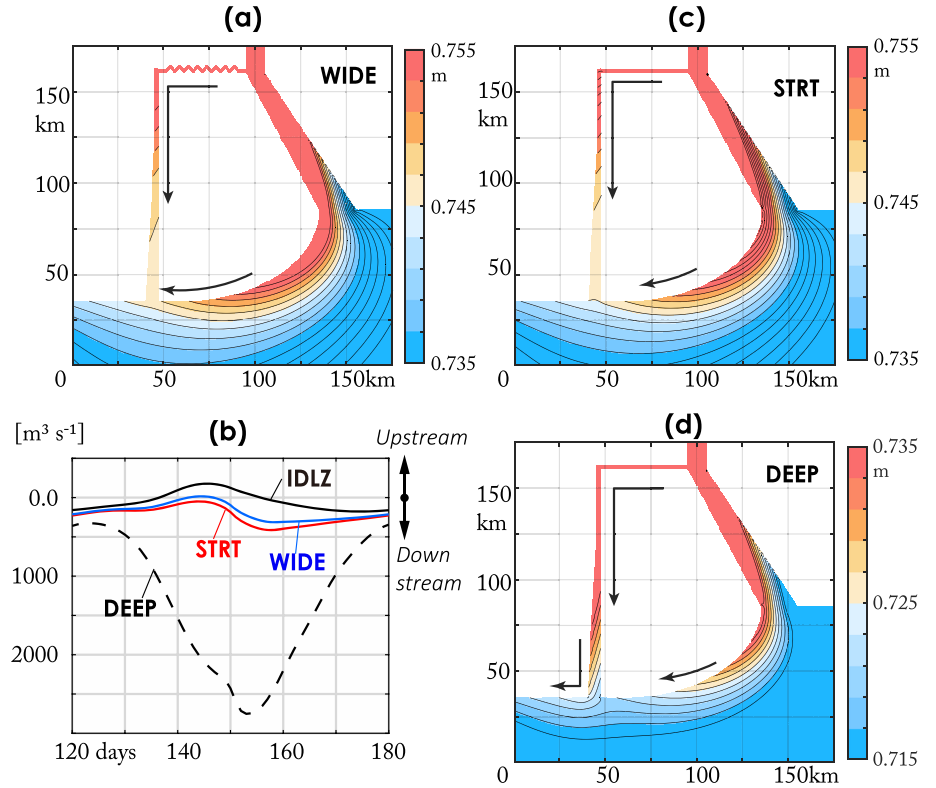 (a)
WIDE
150
km
100
50
0
50
100
150km
0.755
m
0.745
0.735
(c)
STRT
150
km
100
50
0
50
100
150km
0.755
m
0.745
0.735
(b)
[m³ s⁻¹]
Upstream
IDLZ
0.0
STRT
WIDE
Down
stream
1000
DEEP
2000
120 days
140
160
180
(d)
DEEP
150
km
100
50
0
50
100
150km
0.735
m
0.725
0.715